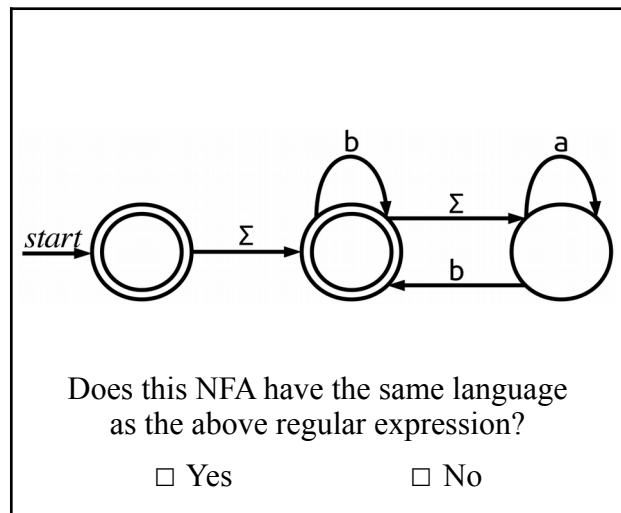 b
a
start
Σ
Σ
b
Does this NFA have the same language
as the above regular expression?
□ Yes □ No